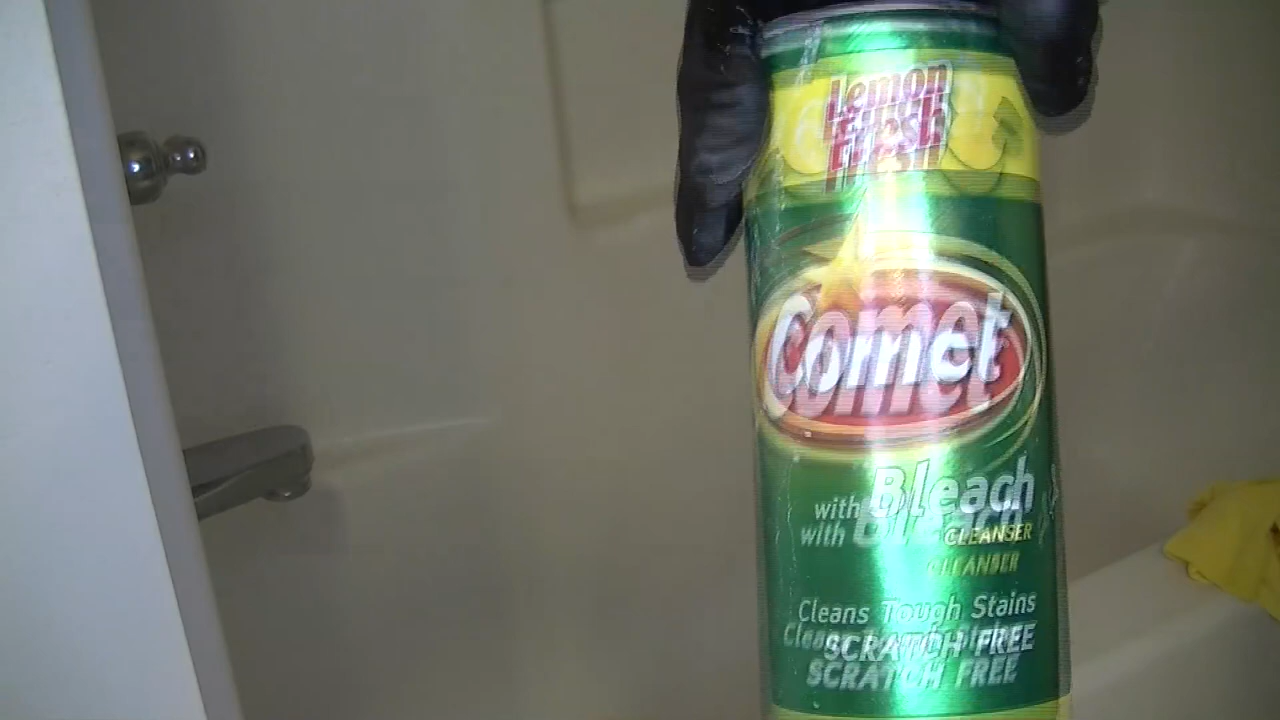 Lemon
Fresh
Comet
with Bleach
CLEANSER
Cleans Tough Stains
SCRATCH FREE